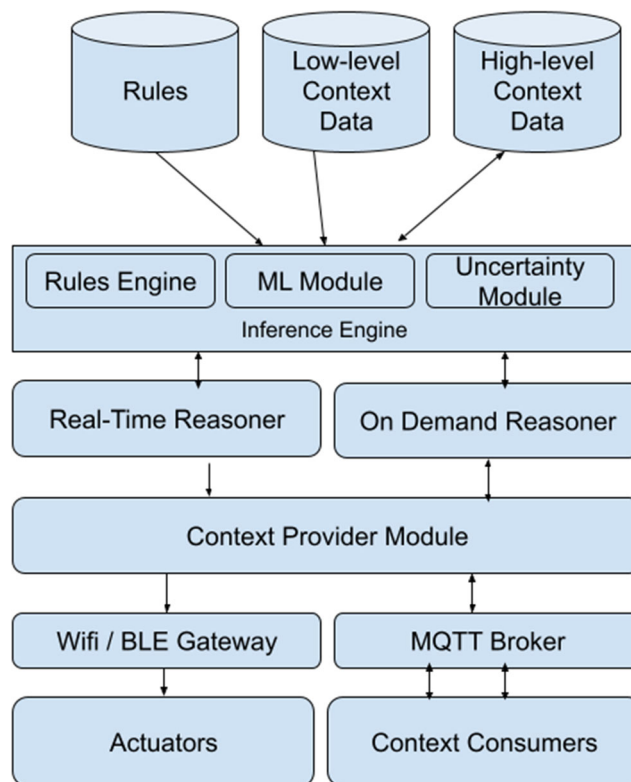 Rules
Low-level
Context
Data
High-level
Context
Data
Rules Engine
ML Module
Uncertainty
Module
Inference Engine
Real-Time Reasoner
On Demand Reasoner
Context Provider Module
Wifi / BLE Gateway
MQTT Broker
Actuators
Context Consumers